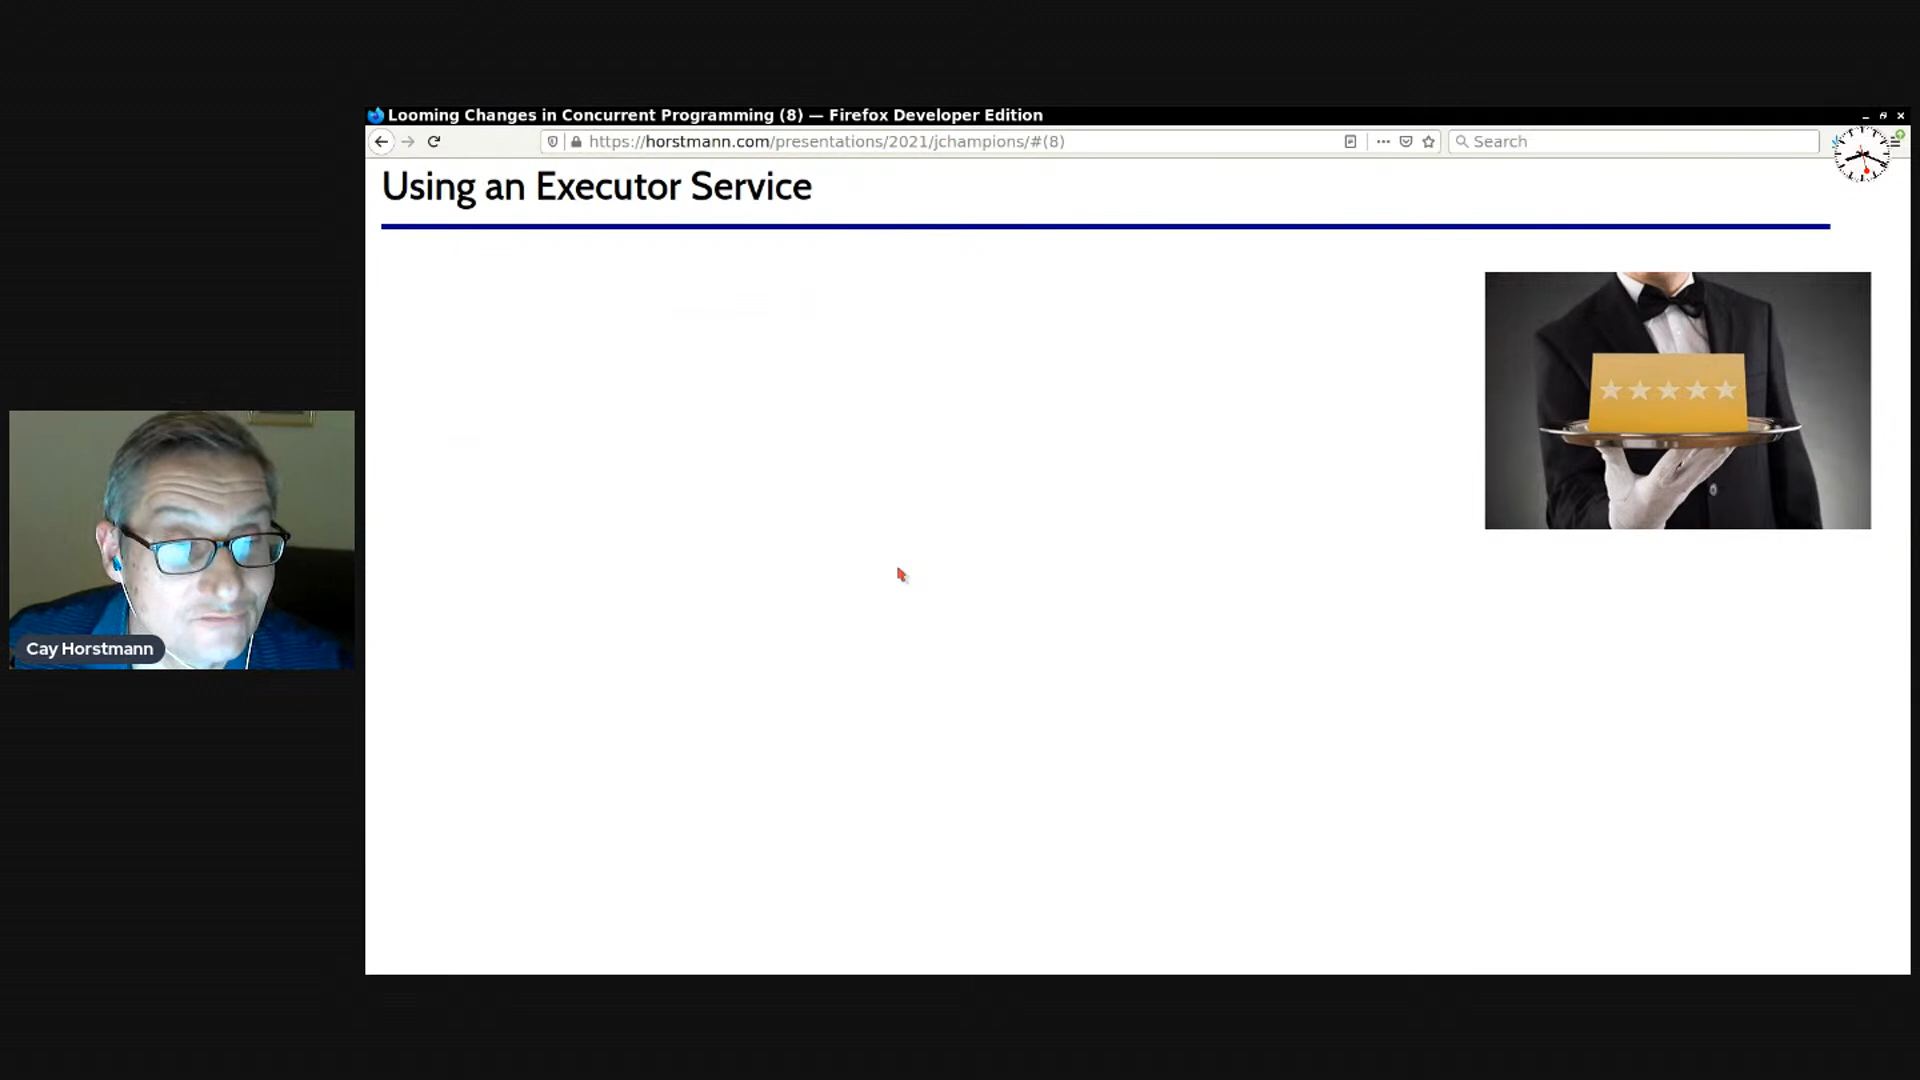 Looming Changes in Concurrent Programming (8) — Firefox Developer Edition
https://horstmann.com/presentations/2021/jchampions/#(8)
Search
Using an Executor Service
Cay Horstmann